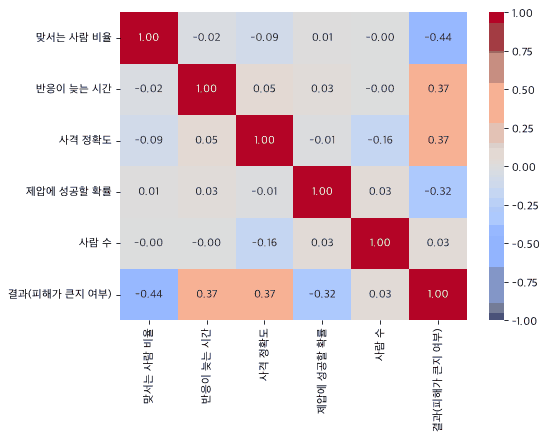 맞서는 사람 비율 1.00 -0.02 -0.09 0.01 -0.00 -0.44
반응이 늦는 시간 -0.02 1.00 0.05 0.03 -0.00 0.37
사격 정확도 -0.09 0.05 1.00 -0.01 -0.16 0.37
제압에 성공할 확률 0.01 0.03 -0.01 1.00 0.03 -0.32
사람 수 -0.00 -0.00 -0.16 0.03 1.00 0.03
결과(피해가 큰지 여부) -0.44 0.37 0.37 -0.32 0.03 1.00
맞서는 사람 비율
반응이 늦는 시간
사격 정확도
제압에 성공할 확률
사람 수
결과(피해가 큰지 여부)
1.00
0.75
0.50
0.25
0.00
-0.25
-0.50
-0.75
-1.00